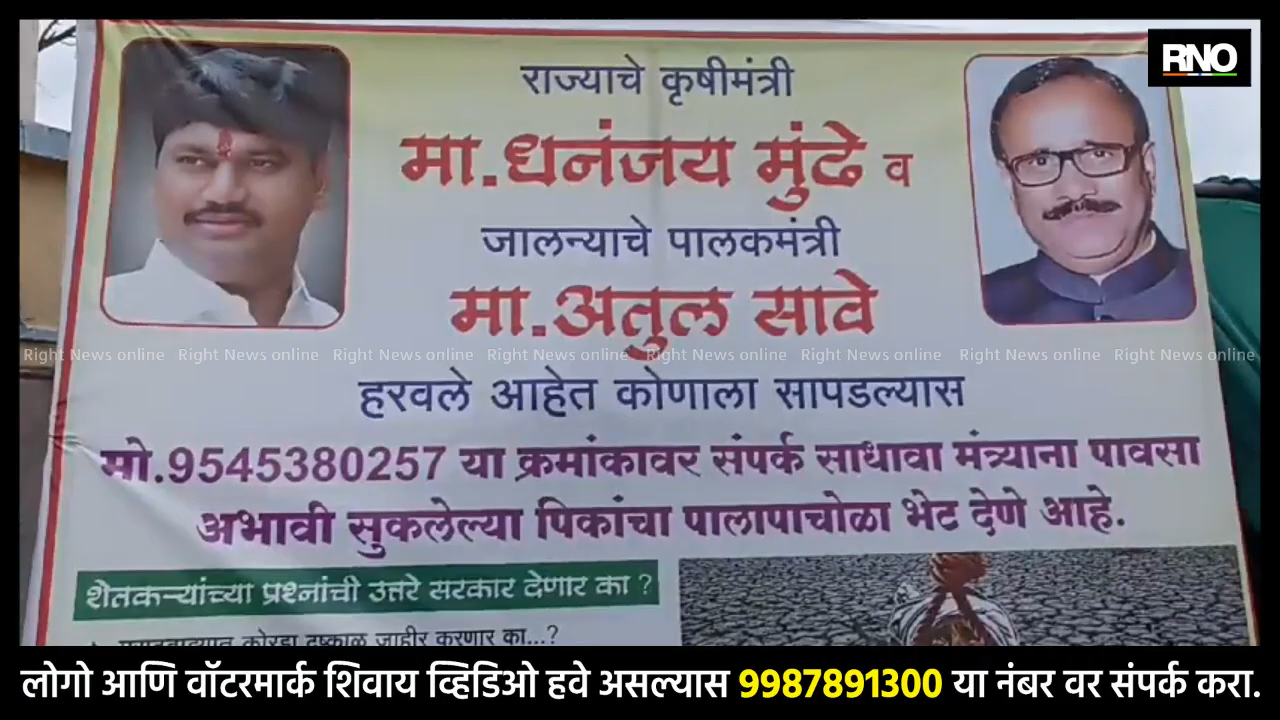 RNO
राज्याचे कृषीमंत्री
मा.धनंजय मुंढे व
जालन्याचे पालकमंत्री
मा.अतुल सावे
Right News online Right News online Right News online Right News online Right News online Right News online Right News online Right News online
हरवले आहेत कोणाला सापडल्यास
मो.9545380257 या क्रमांकावर संपर्क साधावा मंत्र्याना पावसा
अभावी सुकलेल्या पिकांचा पालापाचोळा भेट देणे आहे.
शेतकऱ्यांच्या प्रश्नांची उत्तरे सरकार देणार का ?
कोरडा दुष्काळ जाहीर करणार का...?
लोगो आणि वॉटरमार्क शिवाय व्हिडिओ हवे असल्यास 9987891300 या नंबर वर संपर्क करा.